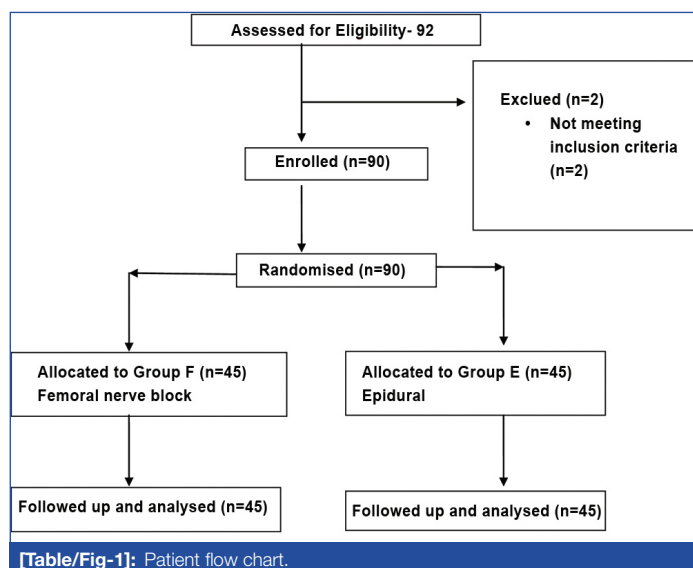 Assessed for Eligibility- 92
Exclued (n=2)
• Not meeting
inclusion criteria
(n=2)
Enrolled (n=90)
Randomised (n=90)
Allocated to Group F (n=45)
Femoral nerve block
Allocated to Group E (n=45)
Epidural
Followed up and analysed (n=45)
Followed up and analysed (n=45)
[Table/Fig-1]: Patient flow chart.